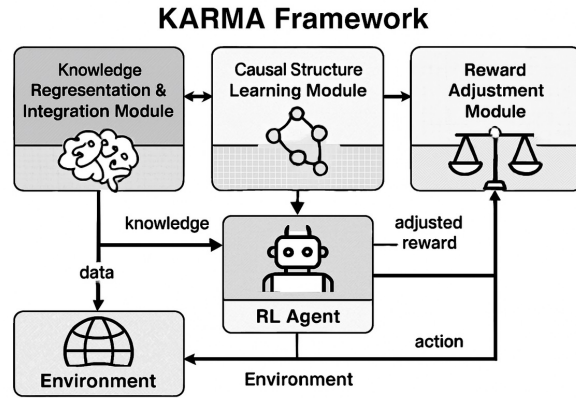 KARMA Framework
Knowledge
Regresentation &
Integration Module
Causal Structure
Learning Module
Reward
Adjustment
Module
knowledge
adjusted
reward
data
RL Agent
action
Environment
Environment